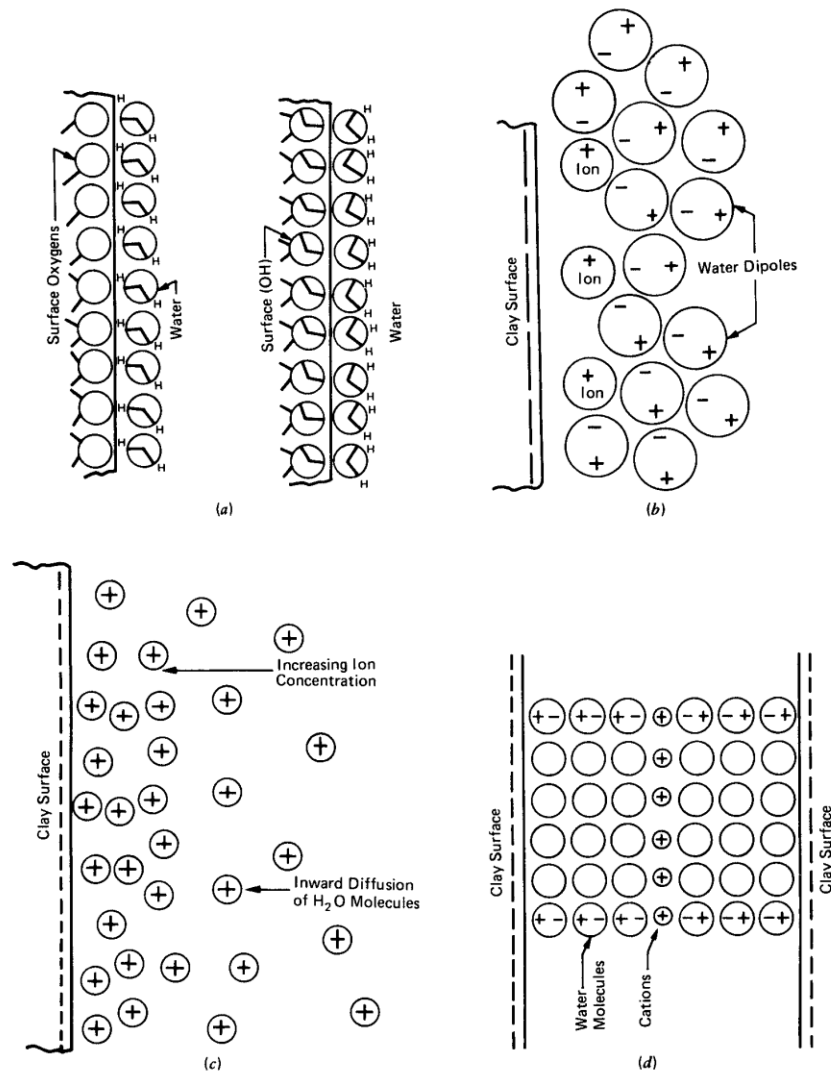 H
H
Surface Oxygens
Water
Surface (OH)
Water
(a)
+
Ion
+
Ion
+
Ion
Clay Surface
Water Dipoles
(b)
Clay Surface
Increasing Ion
Concentration
Inward Diffusion
of H₂O Molecules
(c)
Clay Surface
+ − + − + − + − + − + − +
+ − + − + − + − + − + − +
Water
Molecules
Cations
Clay Surface
(d)